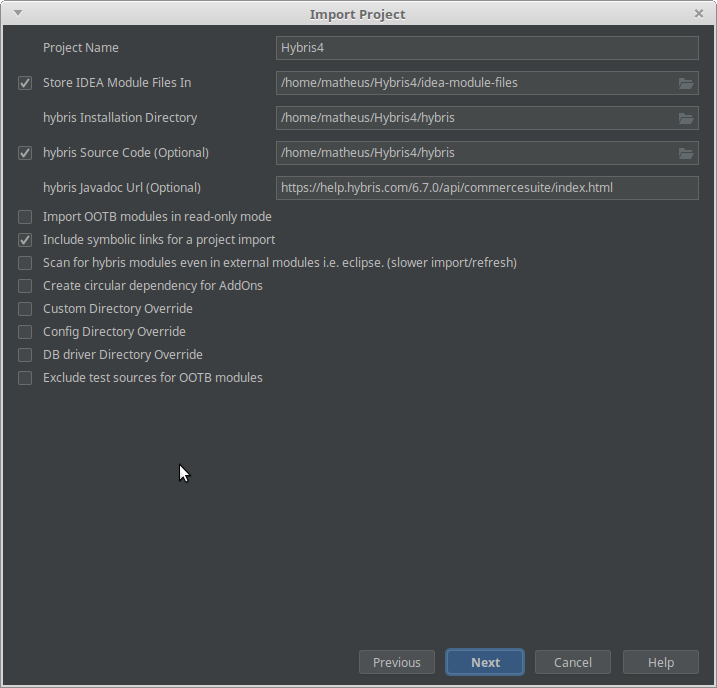 Import Project
Project Name Hybris4
Store IDEA Module Files In /home/matheus/Hybris4/idea-module-files
hybris Installation Directory /home/matheus/Hybris4/hybris
hybris Source Code (Optional) /home/matheus/Hybris4/hybris
hybris Javadoc Url (Optional) https://help.hybris.com/6.7.0/api/commercesuite/index.html
Import OOTB modules in read-only mode
Include symbolic links for a project import
Scan for hybris modules even in external modules i.e. eclipse. (slower import/refresh)
Create circular dependency for AddOns
Custom Directory Override
Config Directory Override
DB driver Directory Override
Exclude test sources for OOTB modules
Previous Next Cancel Help